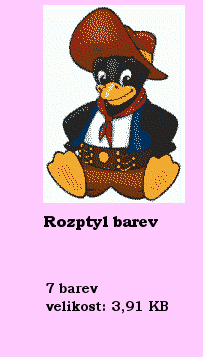 Rozptyl barev
7 barev
velikost: 3,91 KB